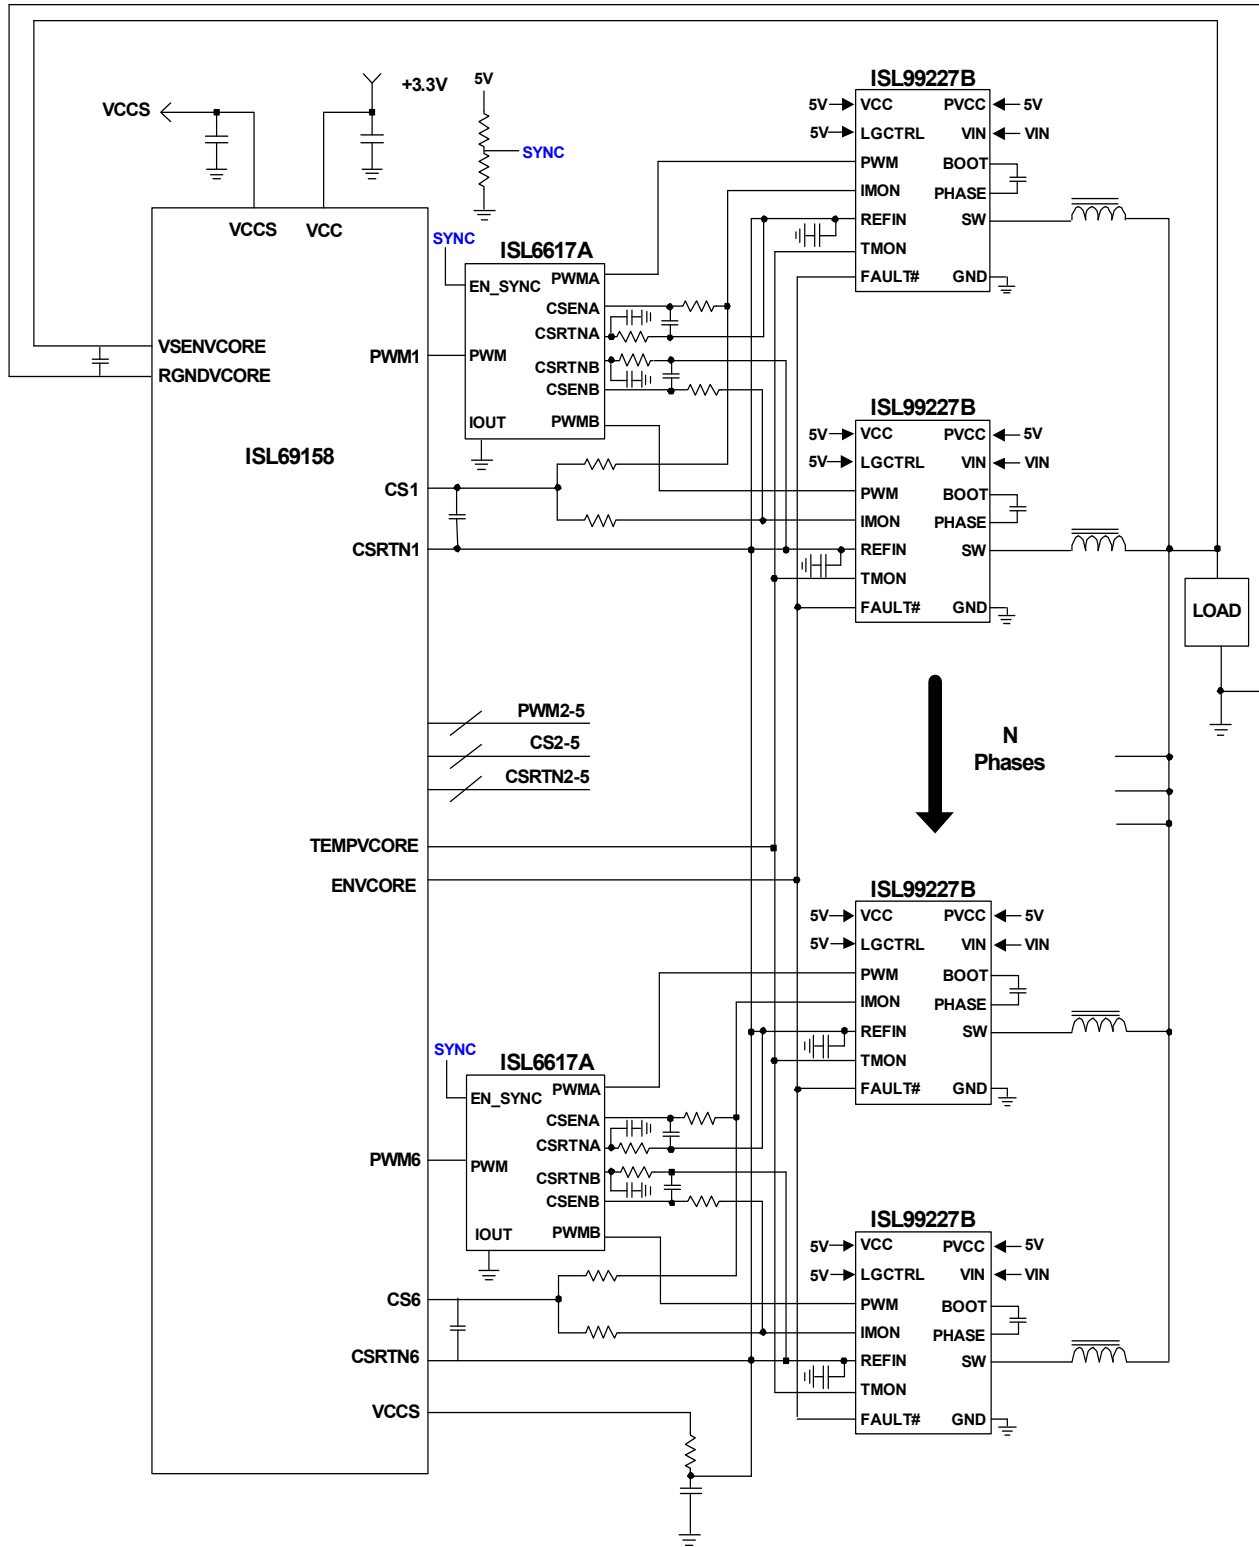 ISL99227B
5V VCC PVCC 5V
5V LGCTRL VIN VIN
PWM BOOT
IMON PHASE
REFIN SW
TMON
FAULT# GND
VCCS
+3.3V
5V
SYNC
VCCS VCC
SYNC
ISL6617A
EN_SYNC PWMA
CSENA
CSRTNA
PWM
CSRTNB
CSENB
IOUT PWMB
VSENVCORE
RGNDVCORE
PWM1
ISL69158
CS1
CSRTN1
ISL99227B
5V VCC PVCC 5V
5V LGCTRL VIN VIN
PWM BOOT
IMON PHASE
REFIN SW
TMON
FAULT# GND
LOAD
PWM2-5
CS2-5
CSRTN2-5
N
Phases
TEMPVCORE
ENVCORE
ISL99227B
5V VCC PVCC 5V
5V LGCTRL VIN VIN
PWM BOOT
IMON PHASE
REFIN SW
TMON
FAULT# GND
SYNC
ISL6617A
EN_SYNC PWMA
CSENA
CSRTNA
PWM
CSRTNB
CSENB
IOUT PWMB
PWM6
CS6
CSRTN6
VCCS
ISL99227B
5V VCC PVCC 5V
5V LGCTRL VIN VIN
PWM BOOT
IMON PHASE
REFIN SW
TMON
FAULT# GND